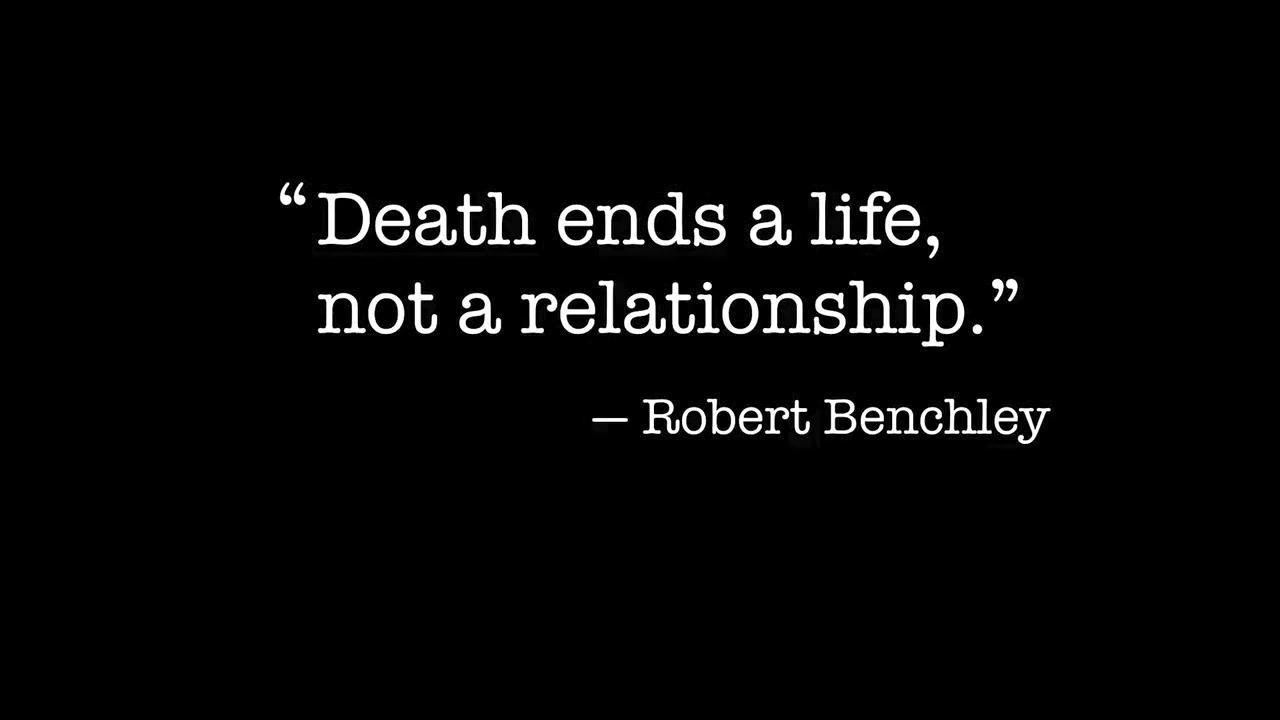 “Death ends a life,
not a relationship.”
— Robert Benchley